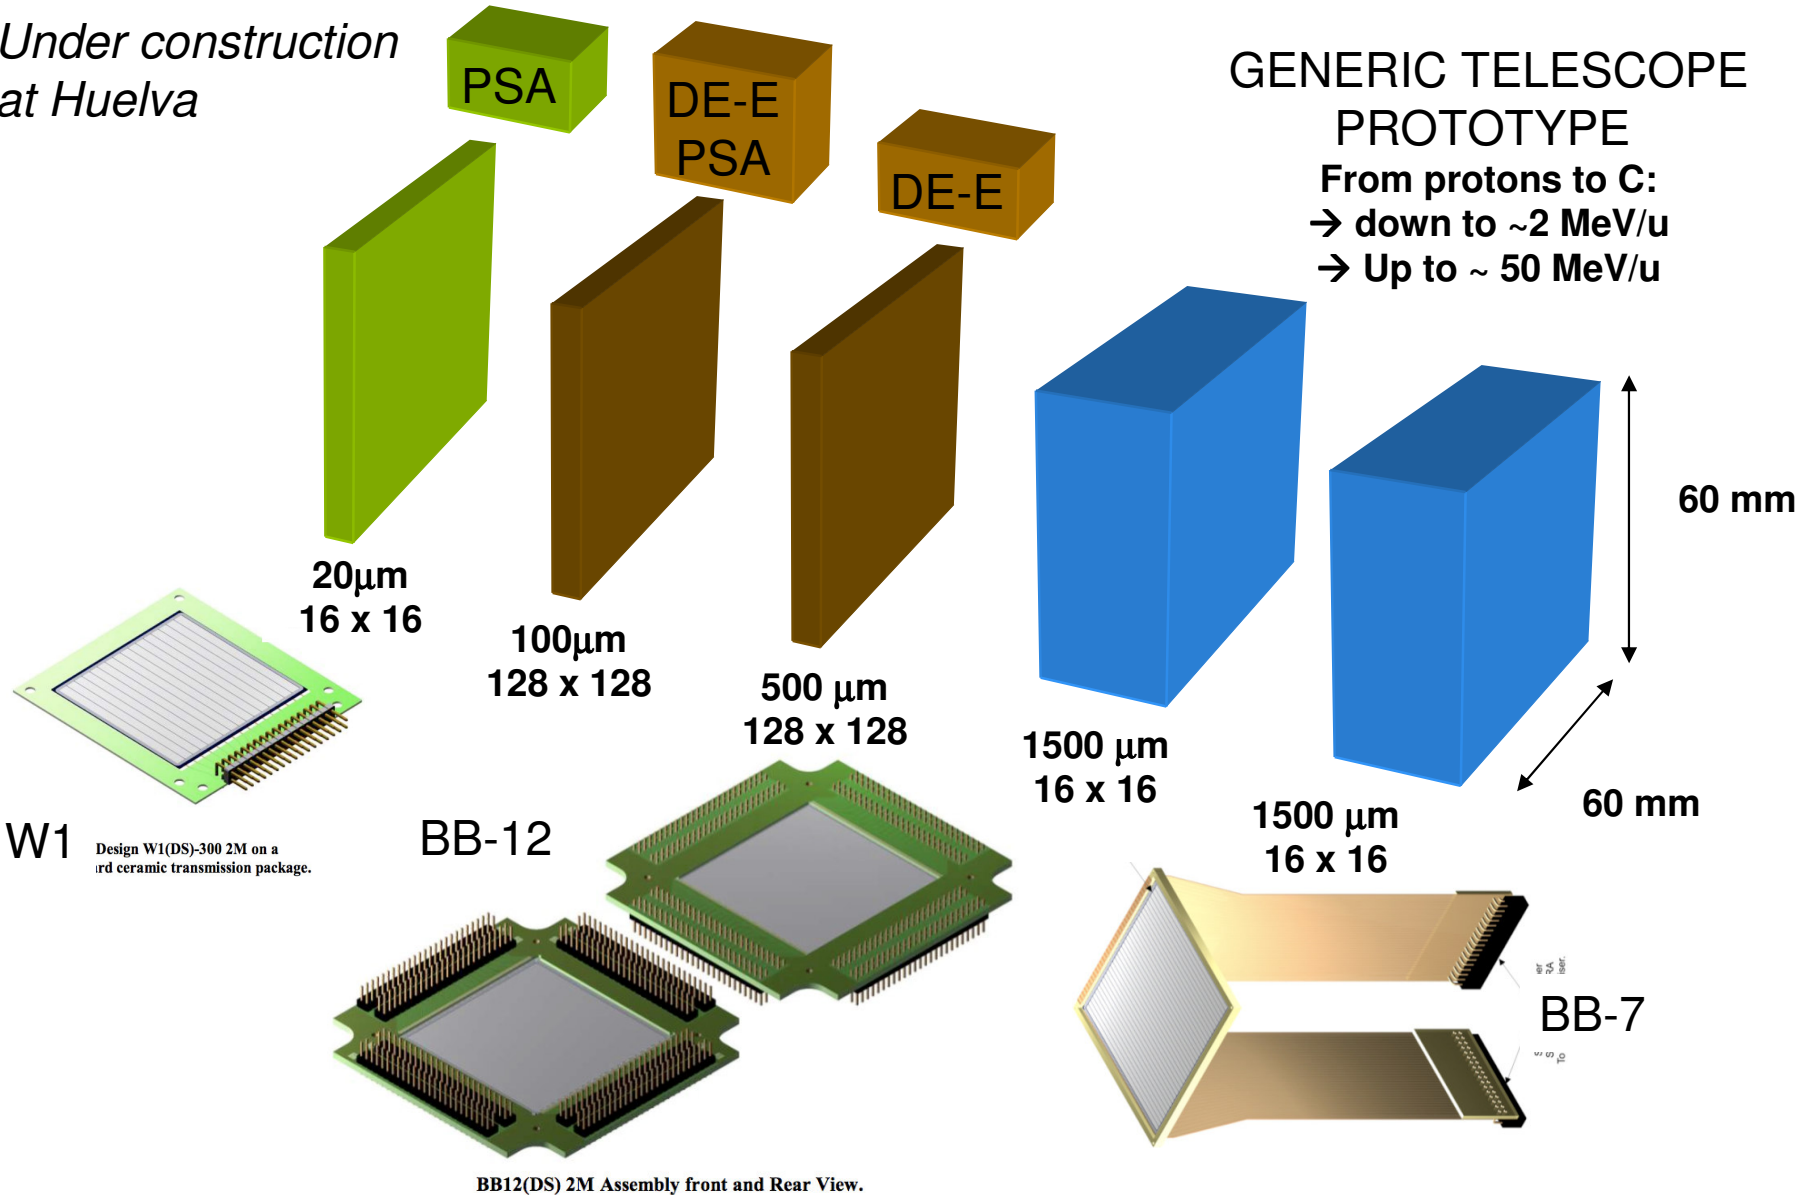 Under construction
at Huelva
PSA
DE-E
PSA
DE-E
GENERIC TELESCOPE
PROTOTYPE
From protons to C:
→ down to ~2 MeV/u
→ Up to ~ 50 MeV/u
60 mm
60 mm
20μm
16 x 16
100μm
128 x 128
500 μm
128 x 128
1500 μm
16 x 16
1500 μm
16 x 16
W1
Design W1(DS)-300 2M on a
rd ceramic transmission package.
BB-12
BB-7
BB12(DS) 2M Assembly front and Rear View.